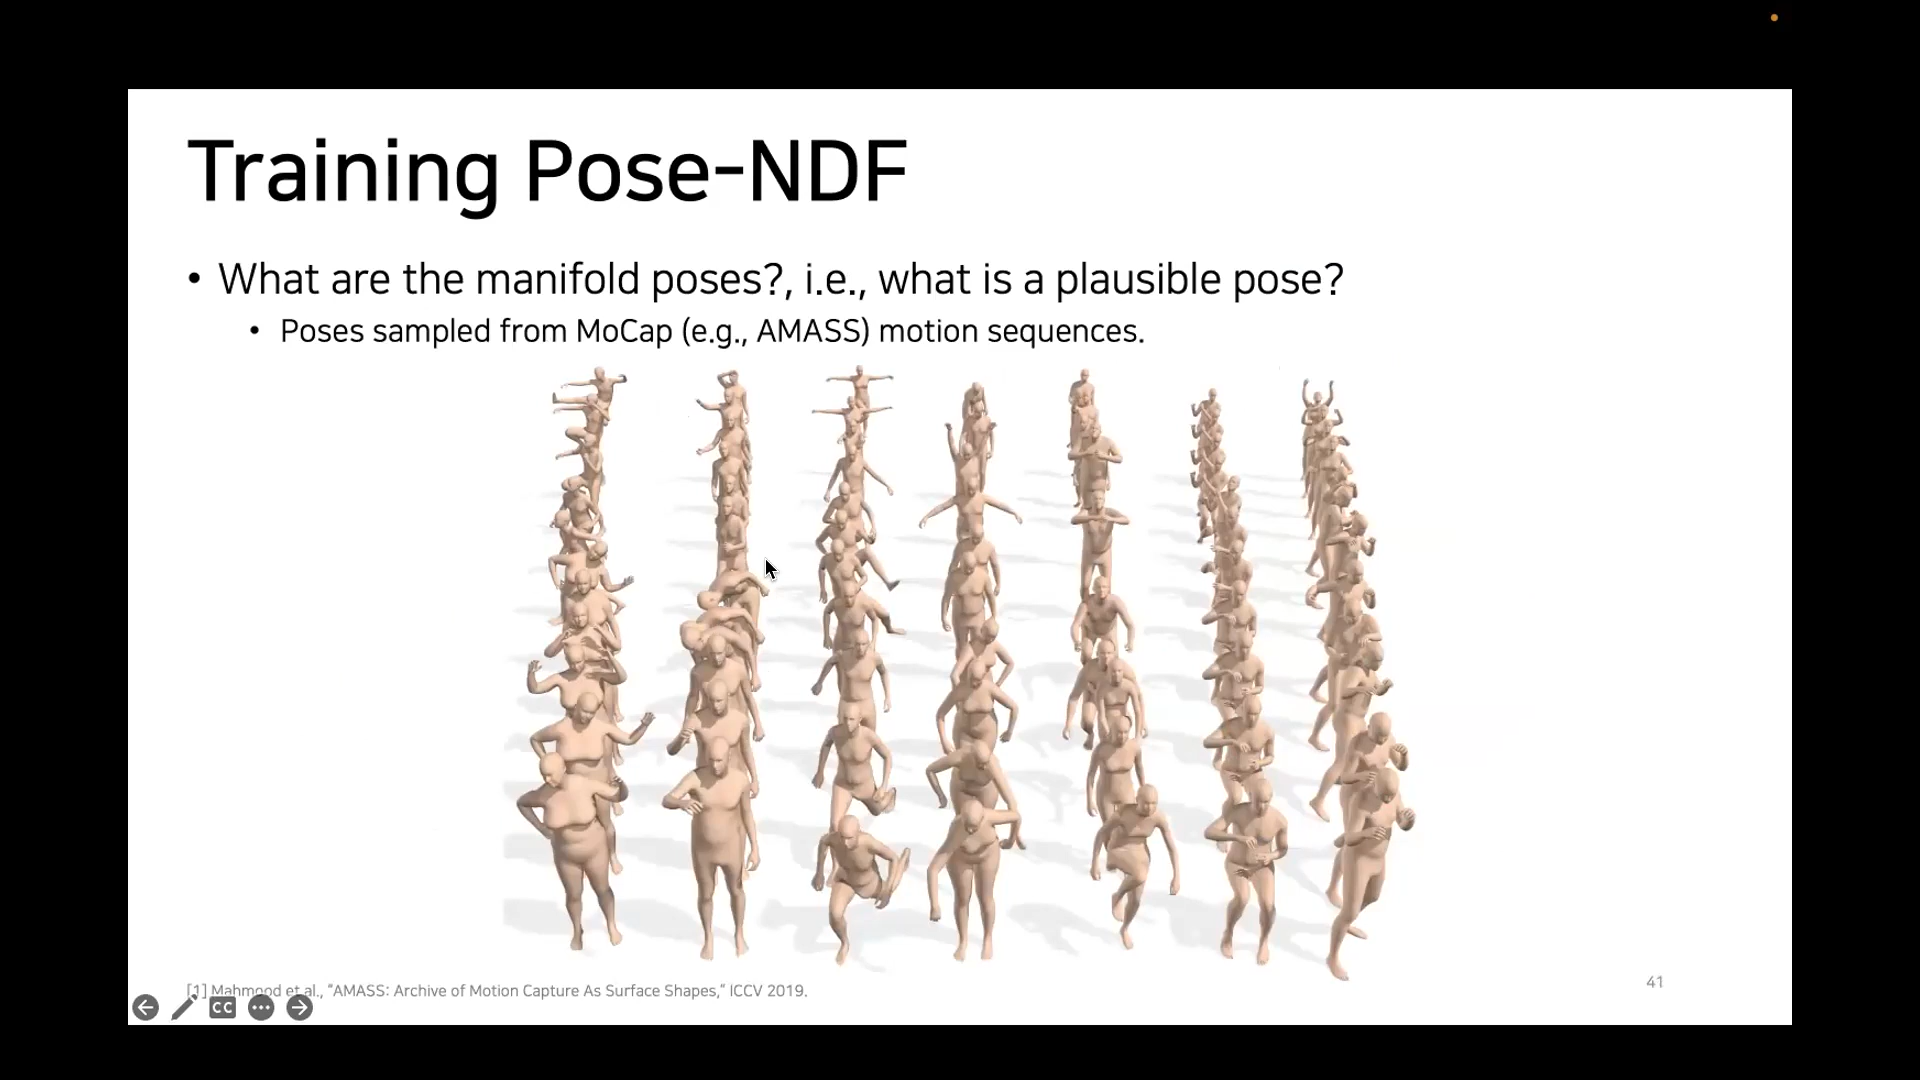 Training Pose-NDF
• What are the manifold poses?, i.e., what is a plausible pose?
• Poses sampled from MoCap (e.g., AMASS) motion sequences.
[1] Mahmood et al., “AMASS: Archive of Motion Capture As Surface Shapes,” ICCV 2019.
41
CC